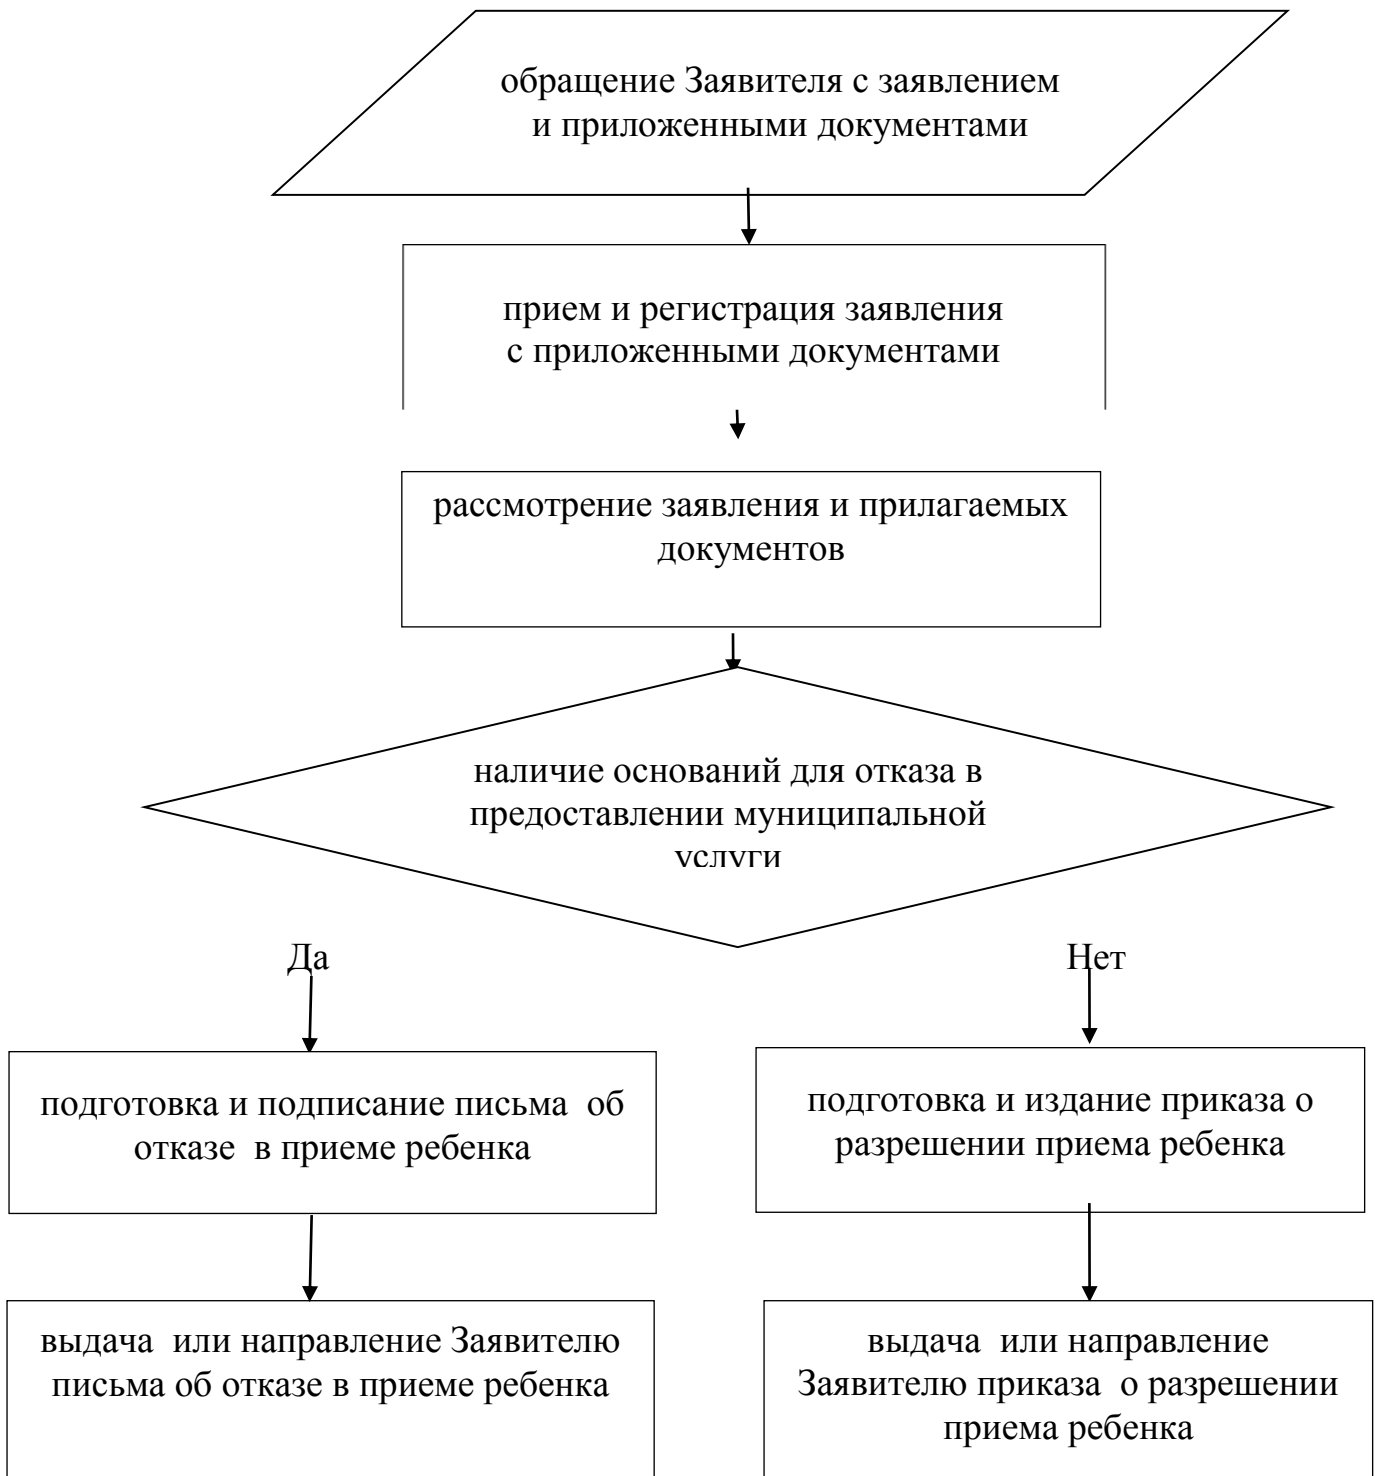 обращение Заявителя с заявлением
и приложенными документами
прием и регистрация заявления
с приложенными документами
рассмотрение заявления и прилагаемых
документов
наличие оснований для отказа в
предоставлении муниципальной
услуги
Да
Нет
подготовка и подписание письма  об
отказе  в приеме ребенка
подготовка и издание приказа о
разрешении приема ребенка
выдача  или направление Заявителю
письма об отказе в приеме ребенка
выдача  или направление
Заявителю приказа  о разрешении
приема ребенка